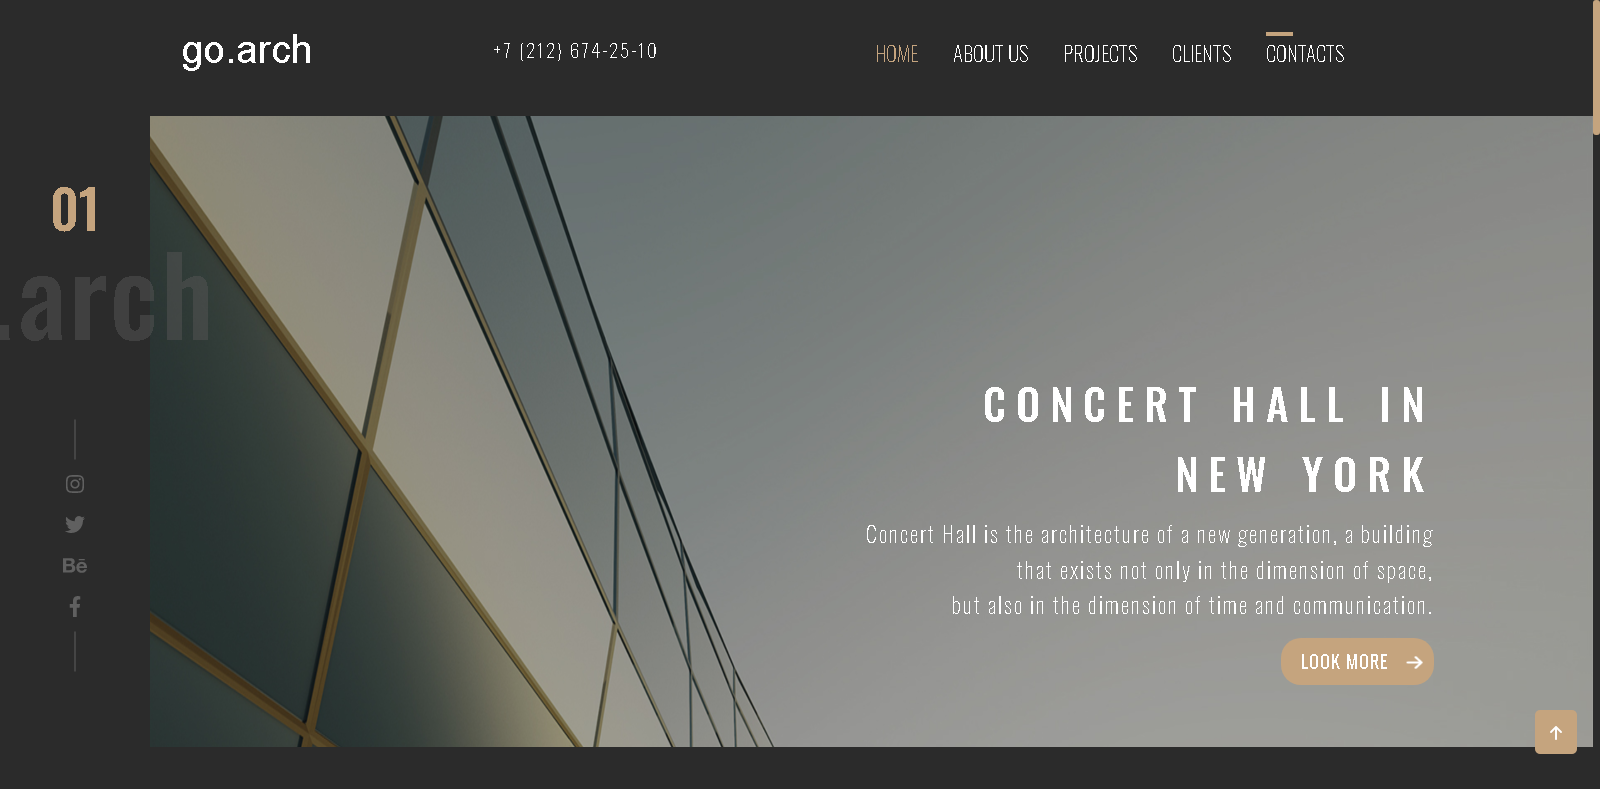 go.arch
+7 (212) 674-25-10
HOME ABOUT US PROJECTS CLIENTS CONTACTS
01
.arch
CONCERT HALL IN
NEW YORK
Concert Hall is the architecture of a new generation, a building
that exists not only in the dimension of space,
but also in the dimension of time and communication.
LOOK MORE
Bē